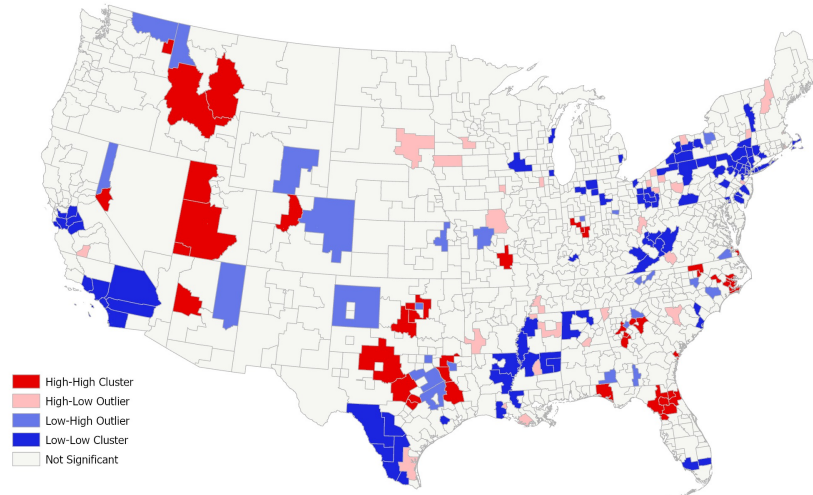 High-High Cluster
High-Low Outlier
Low-High Outlier
Low-Low Cluster
Not Significant